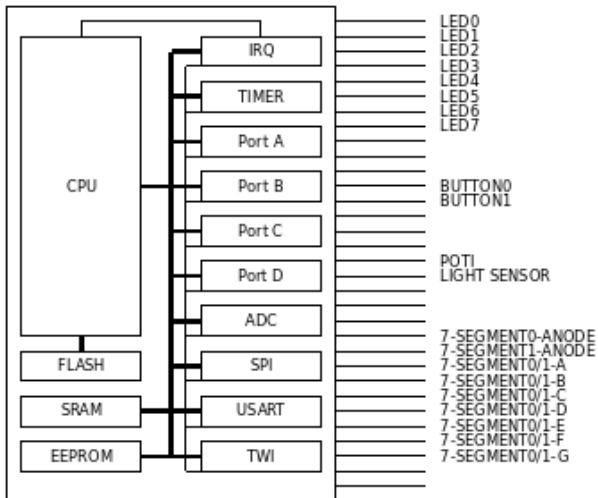 CPU
FLASH
SRAM
EEPROM
IRQ
TIMER
Port A
Port B
Port C
Port D
ADC
SPI
USART
TWI
LED0
LED1
LED2
LED3
LED4
LED5
LED6
LED7
BUTTON0
BUTTON1
POTI
LIGHT SENSOR
7-SEGMENT0-ANODE
7-SEGMENT1-ANODE
7-SEGMENT0/1-A
7-SEGMENT0/1-B
7-SEGMENT0/1-C
7-SEGMENT0/1-D
7-SEGMENT0/1-E
7-SEGMENT0/1-F
7-SEGMENT0/1-G